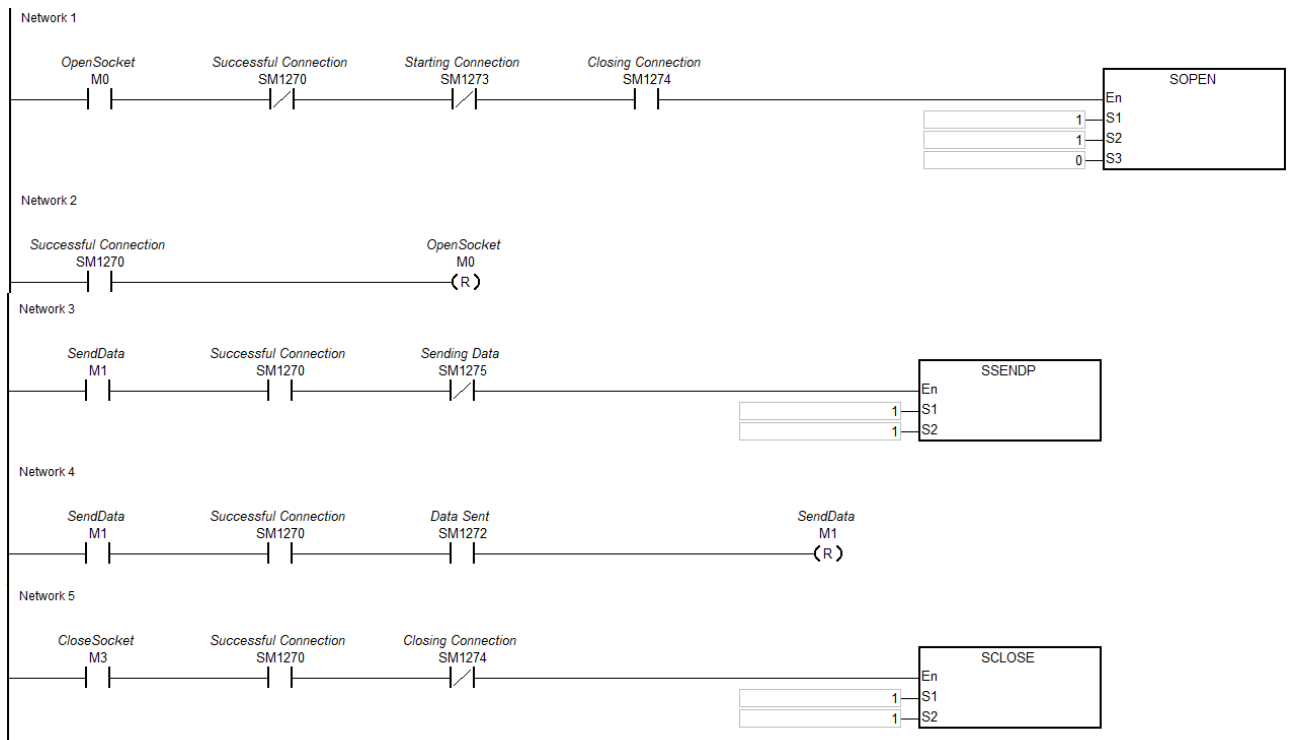 Network 1
OpenSocket Successful Connection Starting Connection Closing Connection
M0 SM1270 SM1273 SM1274 SOPEN
En
1 S1
1 S2
0 S3
Network 2
Successful Connection OpenSocket
SM1270 M0
R
Network 3
SendData Successful Connection Sending Data
M1 SM1270 SM1275 SSENDP
En
1 S1
1 S2
Network 4
SendData Successful Connection Data Sent SendData
M1 SM1270 SM1272 M1
R
Network 5
CloseSocket Successful Connection Closing Connection
M3 SM1270 SM1274 SCLOSE
En
1 S1
1 S2